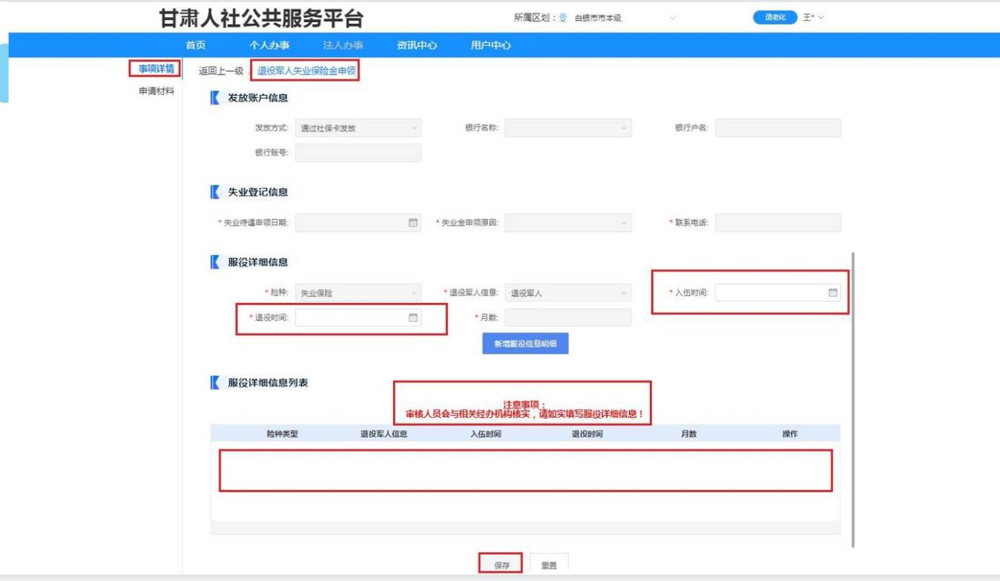 甘肃人社公共服务平台 所属区划： 白银市市本级 适老化 王*
首页 个人办事 法人办事 资讯中心 用户中心
事项详情 返回上一级 退役军人失业保险金申领
申请材料
发放账户信息
发放方式: 通过社保卡发放 银行名称: 银行户名:
银行账号:
失业登记信息
* 失业待遇申领日期: * 失业金申领原因: * 联系电话:
服役详细信息
* 险种: 失业保险 * 退役军人信息: 退役军人 * 入伍时间:
* 退役时间: * 月数:
新增服役信息明细
服役详细信息列表
注意事项：
审核人员会与相关经办机构核实，请如实填写服役详细信息！
险种类型 退役军人信息 入伍时间 退役时间 月数 操作
保存 重置